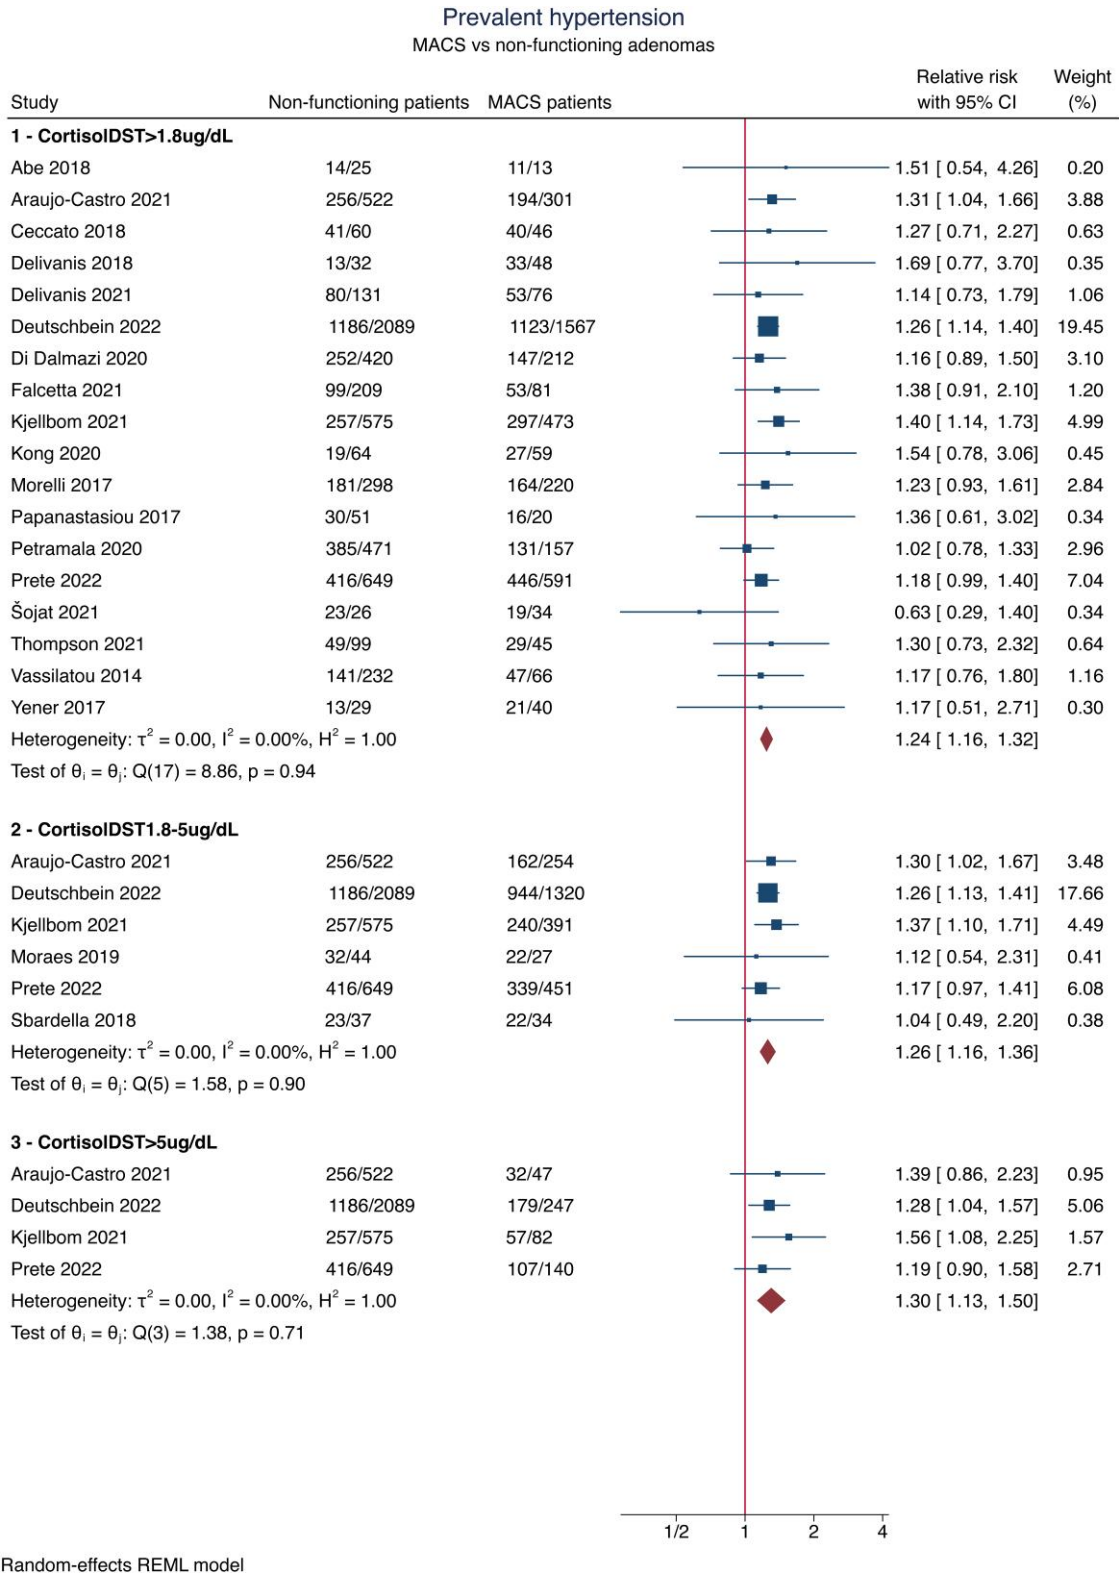 Prevalent hypertension
MACS vs non-functioning adenomas
Relative risk Weight
Study Non-functioning patients MACS patients with 95% CI (%)
1 - CortisolDST>1.8ug/dL
Abe 2018 14/25 11/13 1.51 [ 0.54, 4.26] 0.20
Araujo-Castro 2021 256/522 194/301 1.31 [ 1.04, 1.66] 3.88
Ceccato 2018 41/60 40/46 1.27 [ 0.71, 2.27] 0.63
Delivanis 2018 13/32 33/48 1.69 [ 0.77, 3.70] 0.35
Delivanis 2021 80/131 53/76 1.14 [ 0.73, 1.79] 1.06
Deutschbein 2022 1186/2089 1123/1567 1.26 [ 1.14, 1.40] 19.45
Di Dalmazi 2020 252/420 147/212 1.16 [ 0.89, 1.50] 3.10
Falcetta 2021 99/209 53/81 1.38 [ 0.91, 2.10] 1.20
Kjellbom 2021 257/575 297/473 1.40 [ 1.14, 1.73] 4.99
Kong 2020 19/64 27/59 1.54 [ 0.78, 3.06] 0.45
Morelli 2017 181/298 164/220 1.23 [ 0.93, 1.61] 2.84
Papanastasiou 2017 30/51 16/20 1.36 [ 0.61, 3.02] 0.34
Petramala 2020 385/471 131/157 1.02 [ 0.78, 1.33] 2.96
Prete 2022 416/649 446/591 1.18 [ 0.99, 1.40] 7.04
Šojat 2021 23/26 19/34 0.63 [ 0.29, 1.40] 0.34
Thompson 2021 49/99 29/45 1.30 [ 0.73, 2.32] 0.64
Vassilatou 2014 141/232 47/66 1.17 [ 0.76, 1.80] 1.16
Yener 2017 13/29 21/40 1.17 [ 0.51, 2.71] 0.30
Heterogeneity: τ² = 0.00, I² = 0.00%, H² = 1.00 1.24 [ 1.16, 1.32]
Test of θᵢ = θⱼ: Q(17) = 8.86, p = 0.94
2 - CortisolDST1.8-5ug/dL
Araujo-Castro 2021 256/522 162/254 1.30 [ 1.02, 1.67] 3.48
Deutschbein 2022 1186/2089 944/1320 1.26 [ 1.13, 1.41] 17.66
Kjellbom 2021 257/575 240/391 1.37 [ 1.10, 1.71] 4.49
Moraes 2019 32/44 22/27 1.12 [ 0.54, 2.31] 0.41
Prete 2022 416/649 339/451 1.17 [ 0.97, 1.41] 6.08
Sbardella 2018 23/37 22/34 1.04 [ 0.49, 2.20] 0.38
Heterogeneity: τ² = 0.00, I² = 0.00%, H² = 1.00 1.26 [ 1.16, 1.36]
Test of θᵢ = θⱼ: Q(5) = 1.58, p = 0.90
3 - CortisolDST>5ug/dL
Araujo-Castro 2021 256/522 32/47 1.39 [ 0.86, 2.23] 0.95
Deutschbein 2022 1186/2089 179/247 1.28 [ 1.04, 1.57] 5.06
Kjellbom 2021 257/575 57/82 1.56 [ 1.08, 2.25] 1.57
Prete 2022 416/649 107/140 1.19 [ 0.90, 1.58] 2.71
Heterogeneity: τ² = 0.00, I² = 0.00%, H² = 1.00 1.30 [ 1.13, 1.50]
Test of θᵢ = θⱼ: Q(3) = 1.38, p = 0.71
1/2 1 2 4
Random-effects REML model